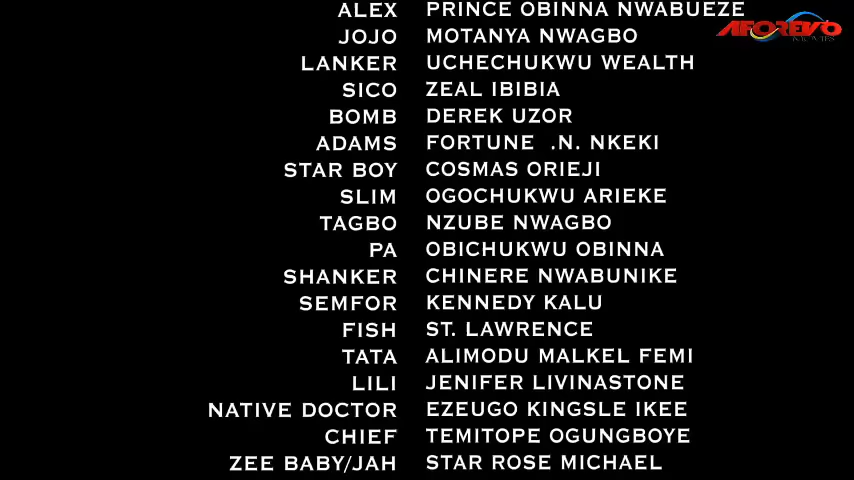 ALEX PRINCE OBINNA NWABUEZE
AFOREVO
MOVIES
JOJO MOTANYA NWAGBO
LANKER UCHECHUKWU WEALTH
SICO ZEAL IBIBIA
BOMB DEREK UZOR
ADAMS FORTUNE .N. NKEKI
STAR BOY COSMAS ORIEJI
SLIM OGOCHUKWU ARIEKE
TAGBO NZUBE NWAGBO
PA OBICHUKWU OBINNA
SHANKER CHINERE NWABUNIKE
SEMFOR KENNEDY KALU
FISH ST. LAWRENCE
TATA ALIMODU MALKEL FEMI
LILI JENIFER LIVINASTONE
NATIVE DOCTOR EZEUGO KINGSLE IKEE
CHIEF TEMITOPE OGUNGBOYE
ZEE BABY/JAH STAR ROSE MICHAEL